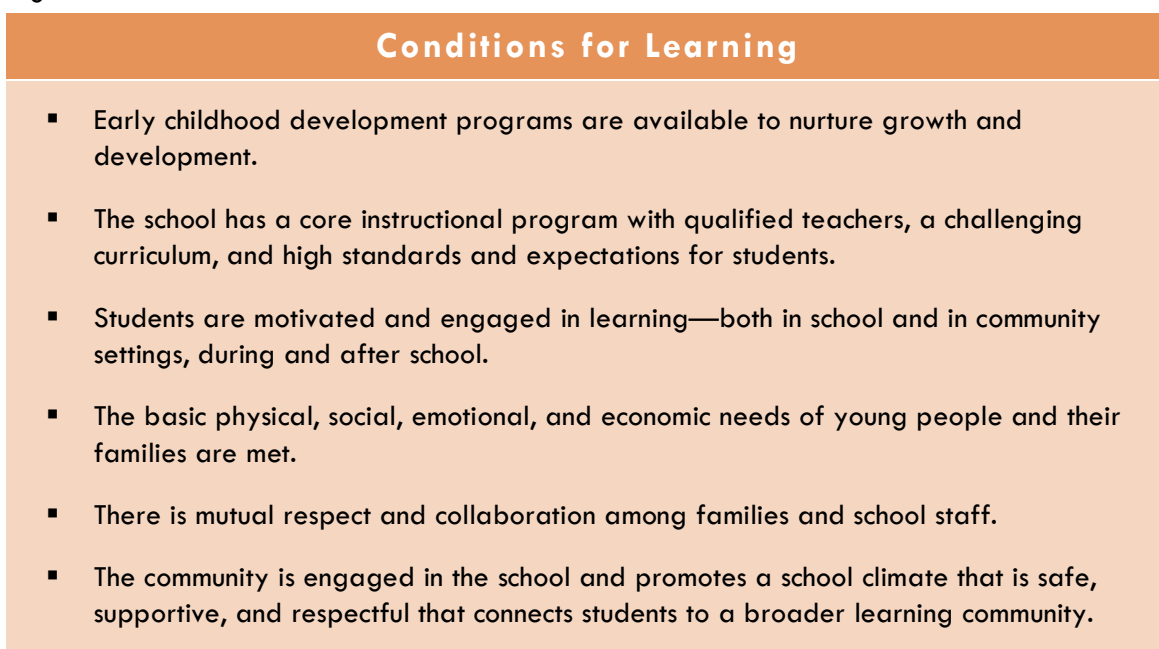 Conditions for Learning
▪ Early childhood development programs are available to nurture growth and
development.
▪ The school has a core instructional program with qualified teachers, a challenging
curriculum, and high standards and expectations for students.
▪ Students are motivated and engaged in learning—both in school and in community
settings, during and after school.
▪ The basic physical, social, emotional, and economic needs of young people and their
families are met.
▪ There is mutual respect and collaboration among families and school staff.
▪ The community is engaged in the school and promotes a school climate that is safe,
supportive, and respectful that connects students to a broader learning community.